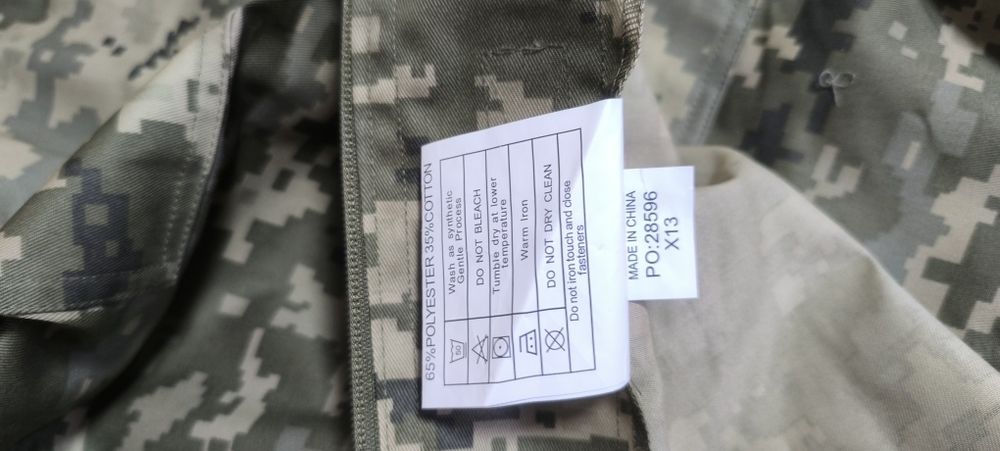 65%POLYESTER 35%COTTON
50
Wash as synthetic
Gentle Process
DO NOT BLEACH
Tumble dry at lower
temperature
Warm Iron
DO NOT DRY CLEAN
Do not iron touch and close
fasteners
MADE IN CHINA
PO:28596
X13